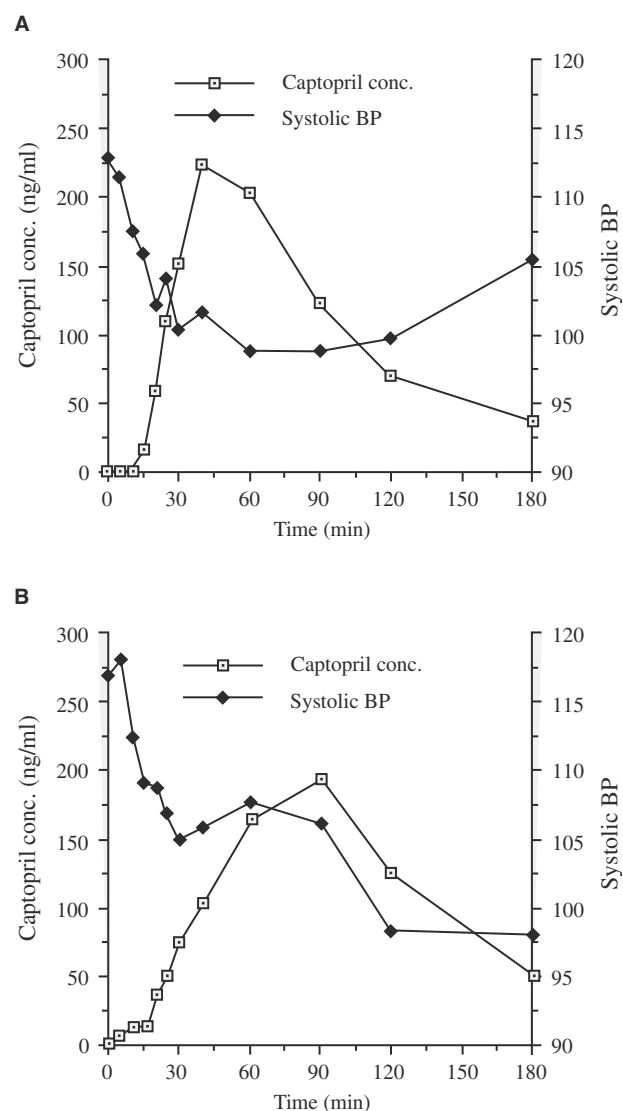 A
300
250
200
150
100
50
0
Captopril conc. (ng/ml)
Captopril conc.
Systolic BP
120
115
110
105
100
95
90
Systolic BP
0 30 60 90 120 150 180
Time (min)
B
300
250
200
150
100
50
0
Captopril conc. (ng/ml)
Captopril conc.
Systolic BP
120
115
110
105
100
95
90
Systolic BP
0 30 60 90 120 150 180
Time (min)